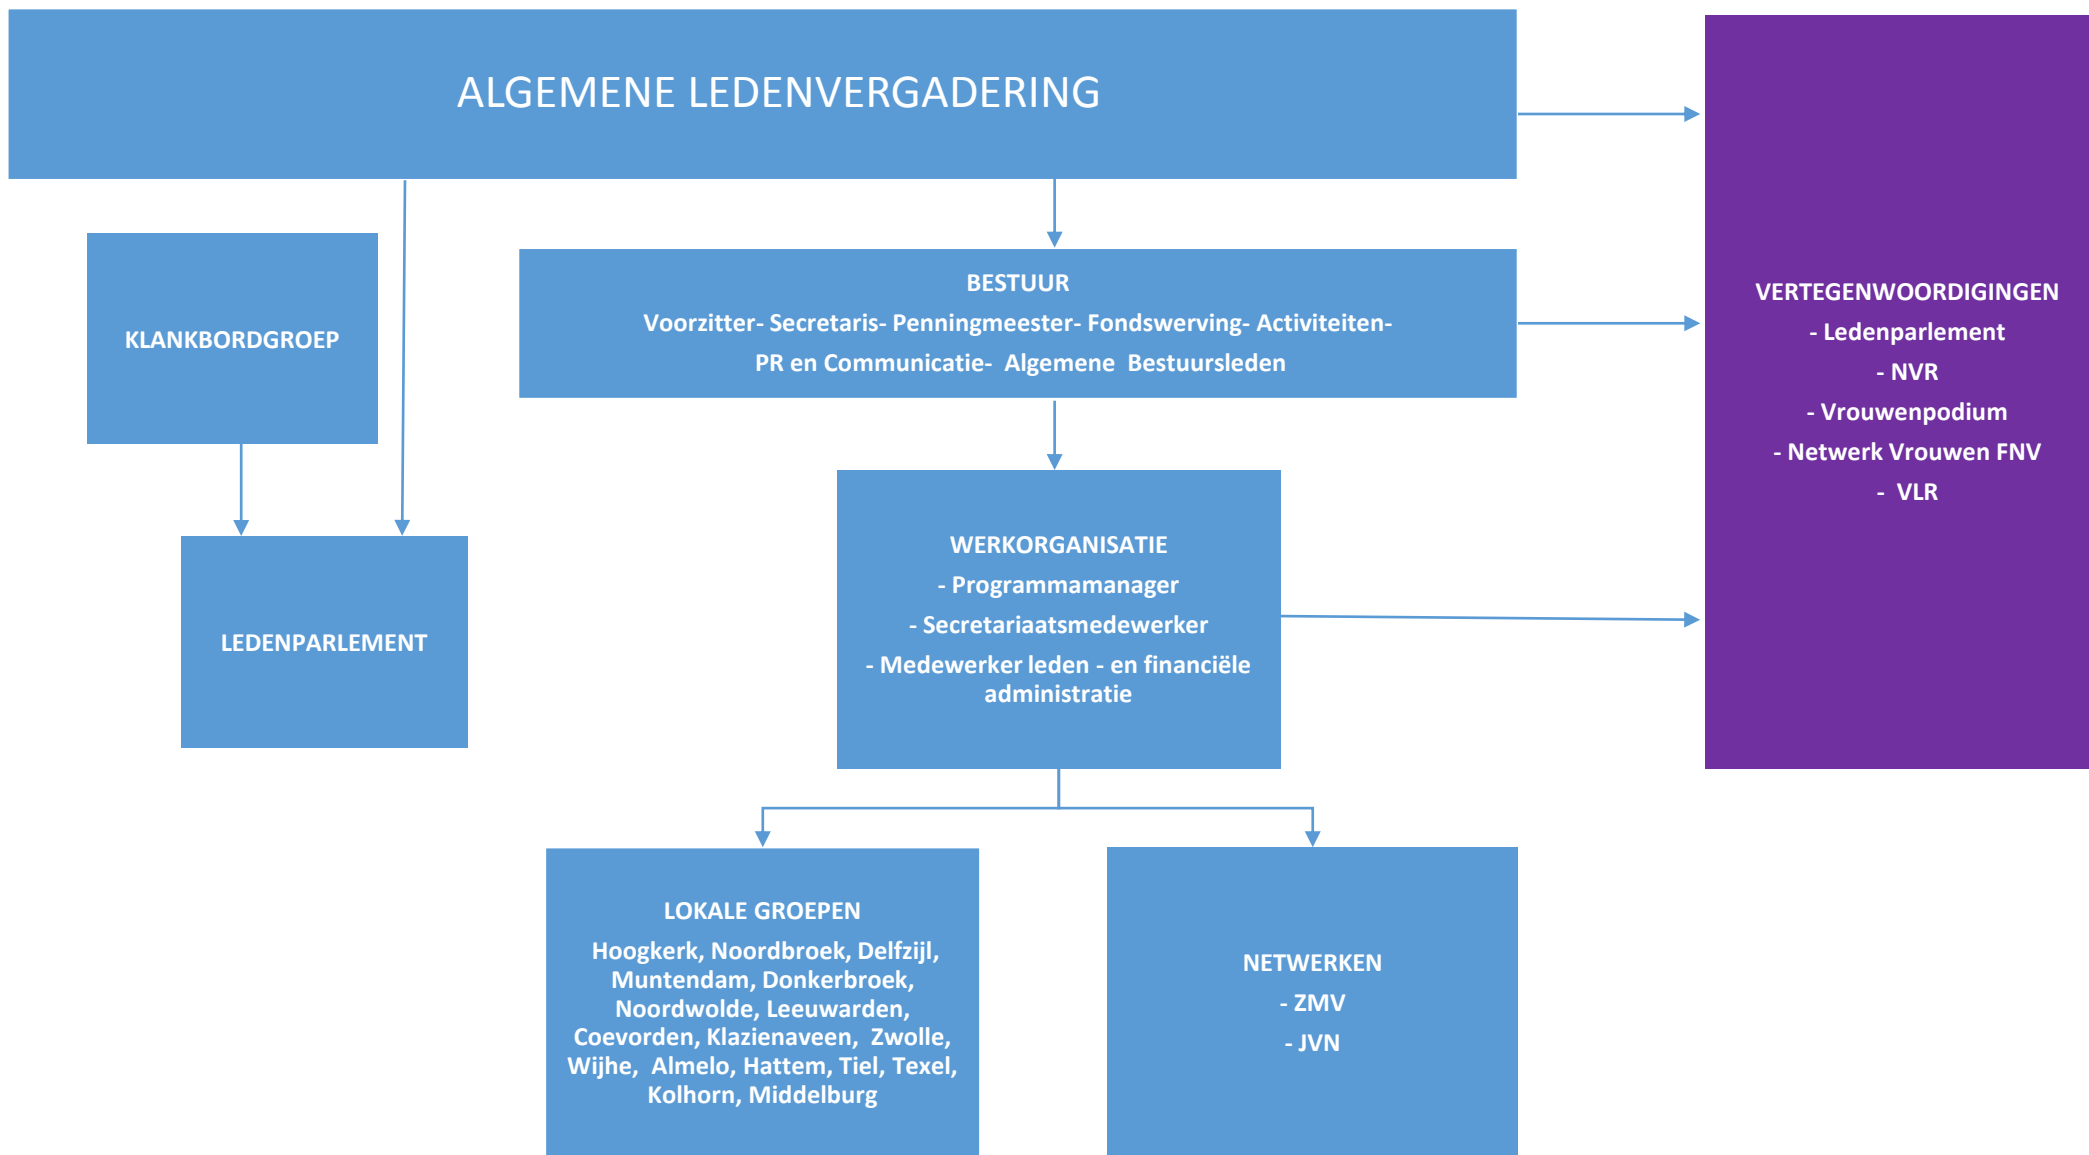 ALGEMENE LEDENVERGADERING
KLANKBORDGROEP
LEDENPARLEMENT
BESTUUR
Voorzitter- Secretaris- Penningmeester- Fondswerving- Activiteiten-
PR en Communicatie- Algemene Bestuursleden
WERKORGANISATIE
- Programmamanager
- Secretariaatsmedewerker
- Medewerker leden - en financiële
administratie
LOKALE GROEPEN
Hoogkerk, Noordbroek, Delfzijl,
Muntendam, Donkerbroek,
Noordwolde, Leeuwarden,
Coevorden, Klazienaveen, Zwolle,
Wijhe, Almelo, Hattem, Tiel, Texel,
Kolhorn, Middelburg
NETWERKEN
- ZMV
- JVN
VERTEGENWOORDIGINGEN
- Ledenparlement
- NVR
- Vrouwenpodium
- Netwerk Vrouwen FNV
- VLR